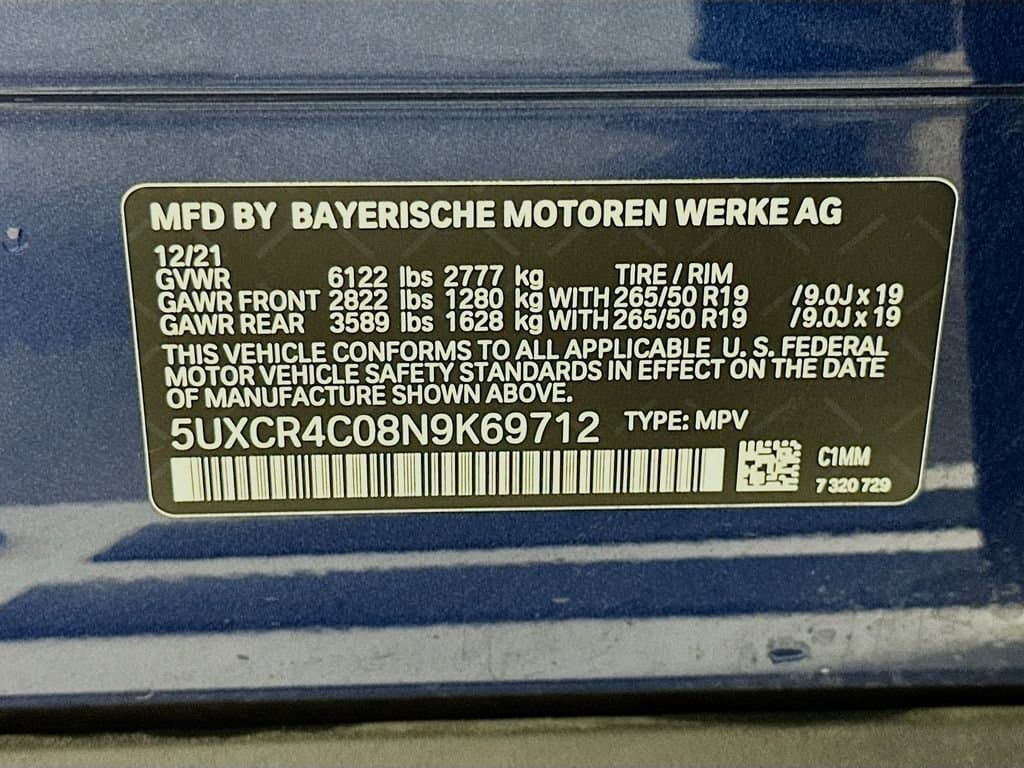 MFD BY BAYERISCHE MOTOREN WERKE AG
12/21
GVWR 6122 lbs 2777 kg TIRE / RIM
GAWR FRONT 2822 lbs 1280 kg WITH 265/50 R19 /9.0J x 19
GAWR REAR 3589 lbs 1628 kg WITH 265/50 R19 /9.0J x 19
THIS VEHICLE CONFORMS TO ALL APPLICABLE U. S. FEDERAL
MOTOR VEHICLE SAFETY STANDARDS IN EFFECT ON THE DATE
OF MANUFACTURE SHOWN ABOVE.
5UXCR4C08N9K69712 TYPE: MPV
C1MM
7 320 729